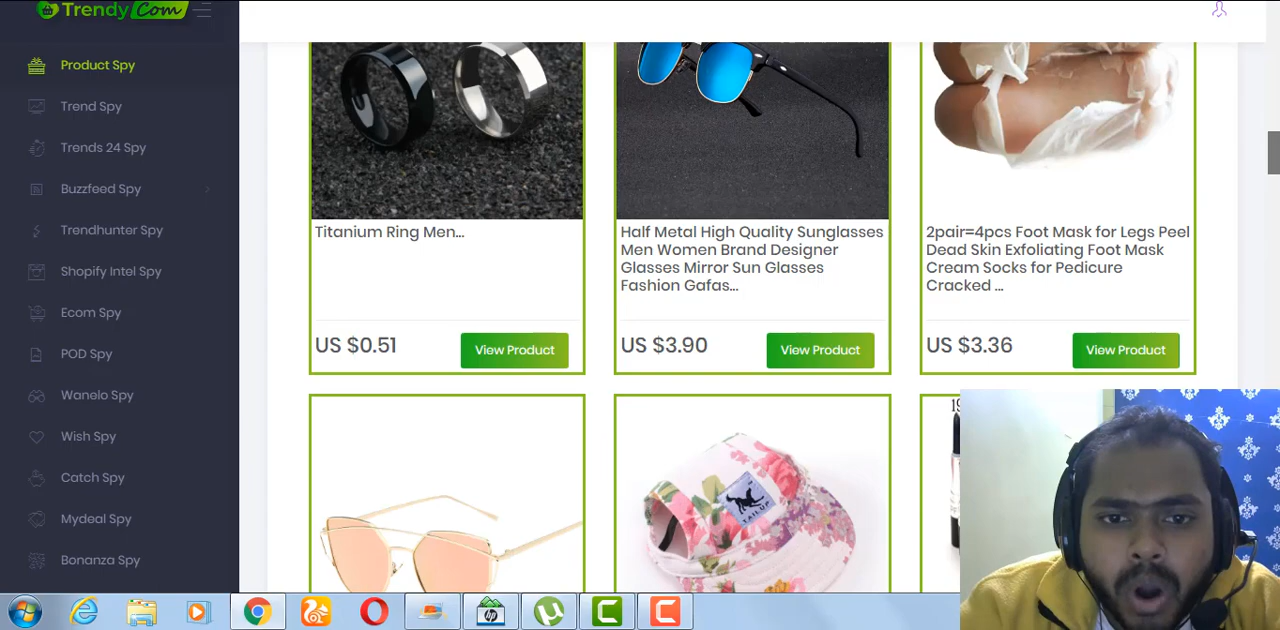 Trendy Com
Product Spy
Trend Spy
Trends 24 Spy
Buzzfeed Spy
Trendhunter Spy
Shopify Intel Spy
Ecom Spy
POD Spy
Wanelo Spy
Wish Spy
Catch Spy
Mydeal Spy
Bonanza Spy
Titanium Ring Men...
US $0.51
View Product
Half Metal High Quality Sunglasses
Men Women Brand Designer
Glasses Mirror Sun Glasses
Fashion Gafas...
US $3.90
View Product
2pair=4pcs Foot Mask for Legs Peel
Dead Skin Exfoliating Foot Mask
Cream Socks for Pedicure
Cracked ...
US $3.36
View Product
TAILUP